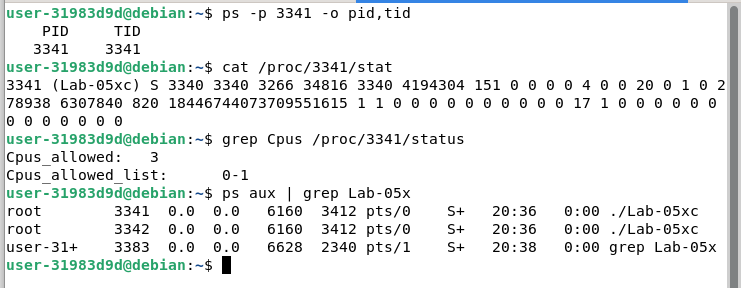 user-31983d9d@debian:~$ ps -p 3341 -o pid,tid
    PID     TID
   3341    3341
user-31983d9d@debian:~$ cat /proc/3341/stat
3341 (Lab-05xc) S 3340 3340 3266 34816 3340 4194304 151 0 0 0 0 4 0 0 20 0 1 0 2
78938 6307840 820 18446744073709551615 1 1 0 0 0 0 0 0 0 0 0 0 17 1 0 0 0 0 0 0
0 0 0 0 0 0 0
user-31983d9d@debian:~$ grep Cpus /proc/3341/status
Cpus_allowed:   3
Cpus_allowed_list:      0-1
user-31983d9d@debian:~$ ps aux | grep Lab-05x
root        3341  0.0  0.0   6160  3412 pts/0    S+   20:36   0:00 ./Lab-05xc
root        3342  0.0  0.0   6160  3412 pts/0    S+   20:36   0:00 ./Lab-05xc
user-31+    3383  0.0  0.0   6628  2340 pts/1    S+   20:38   0:00 grep Lab-05x
user-31983d9d@debian:~$